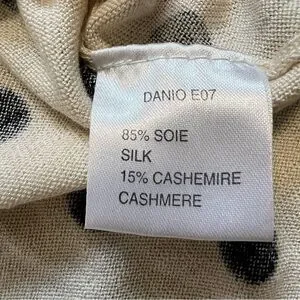 DANIO E07
85% SOIE
SILK
15% CASHEMIRE
CASHMERE